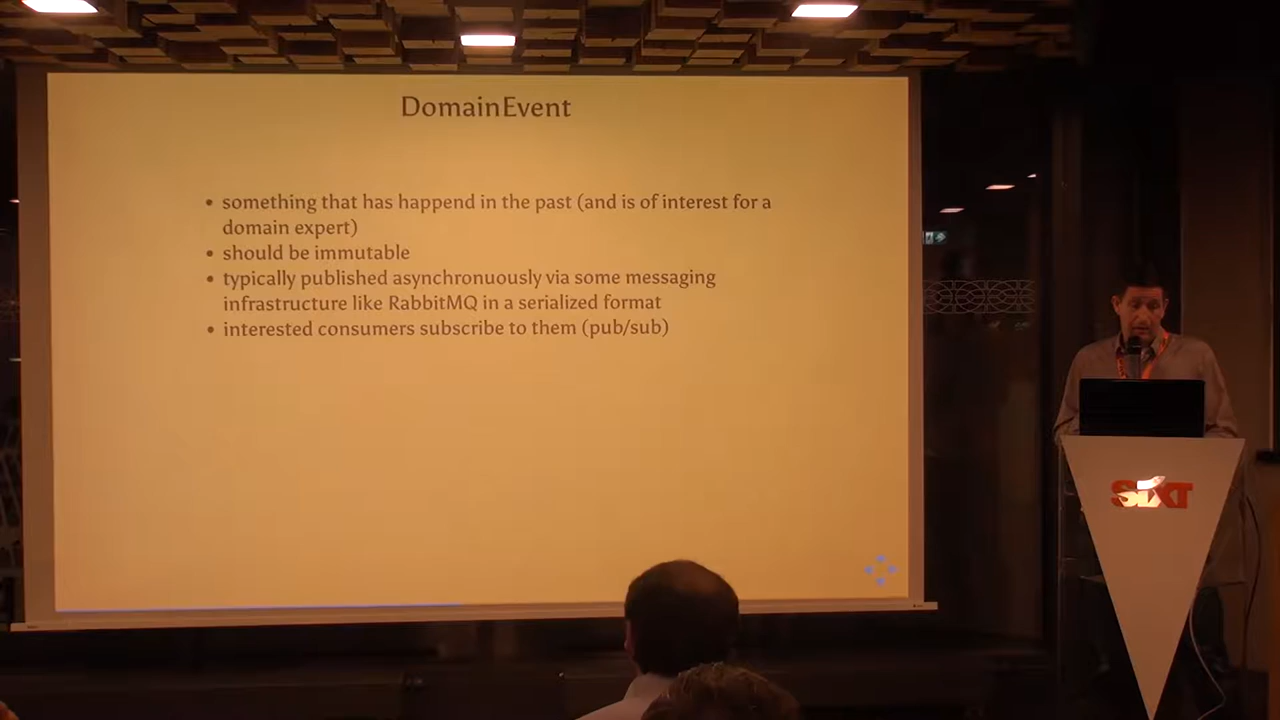 DomainEvent
something that has happend in the past (and is of interest for a
domain expert)
should be immutable
typically published asynchronuously via some messaging
infrastructure like RabbitMQ in a serialized format
interested consumers subscribe to them (pub/sub)
SIXT